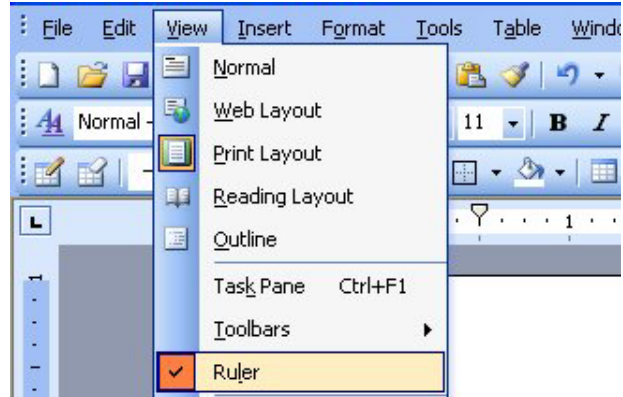 File Edit View Insert Format Tools Table
Normal
Web Layout
11 B I
Print Layout
Reading Layout
1
Outline
Task Pane Ctrl+F1
Toolbars
Ruler